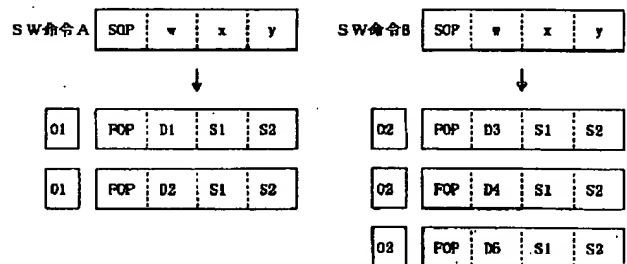 SW命令A SOP w x y
01 FOP D1 S1 S2
01 FOP D2 S1 S2
SW命令B SOP w x y
02 FOP D3 S1 S2
02 FOP D4 S1 S2
02 FOP D5 S1 S2